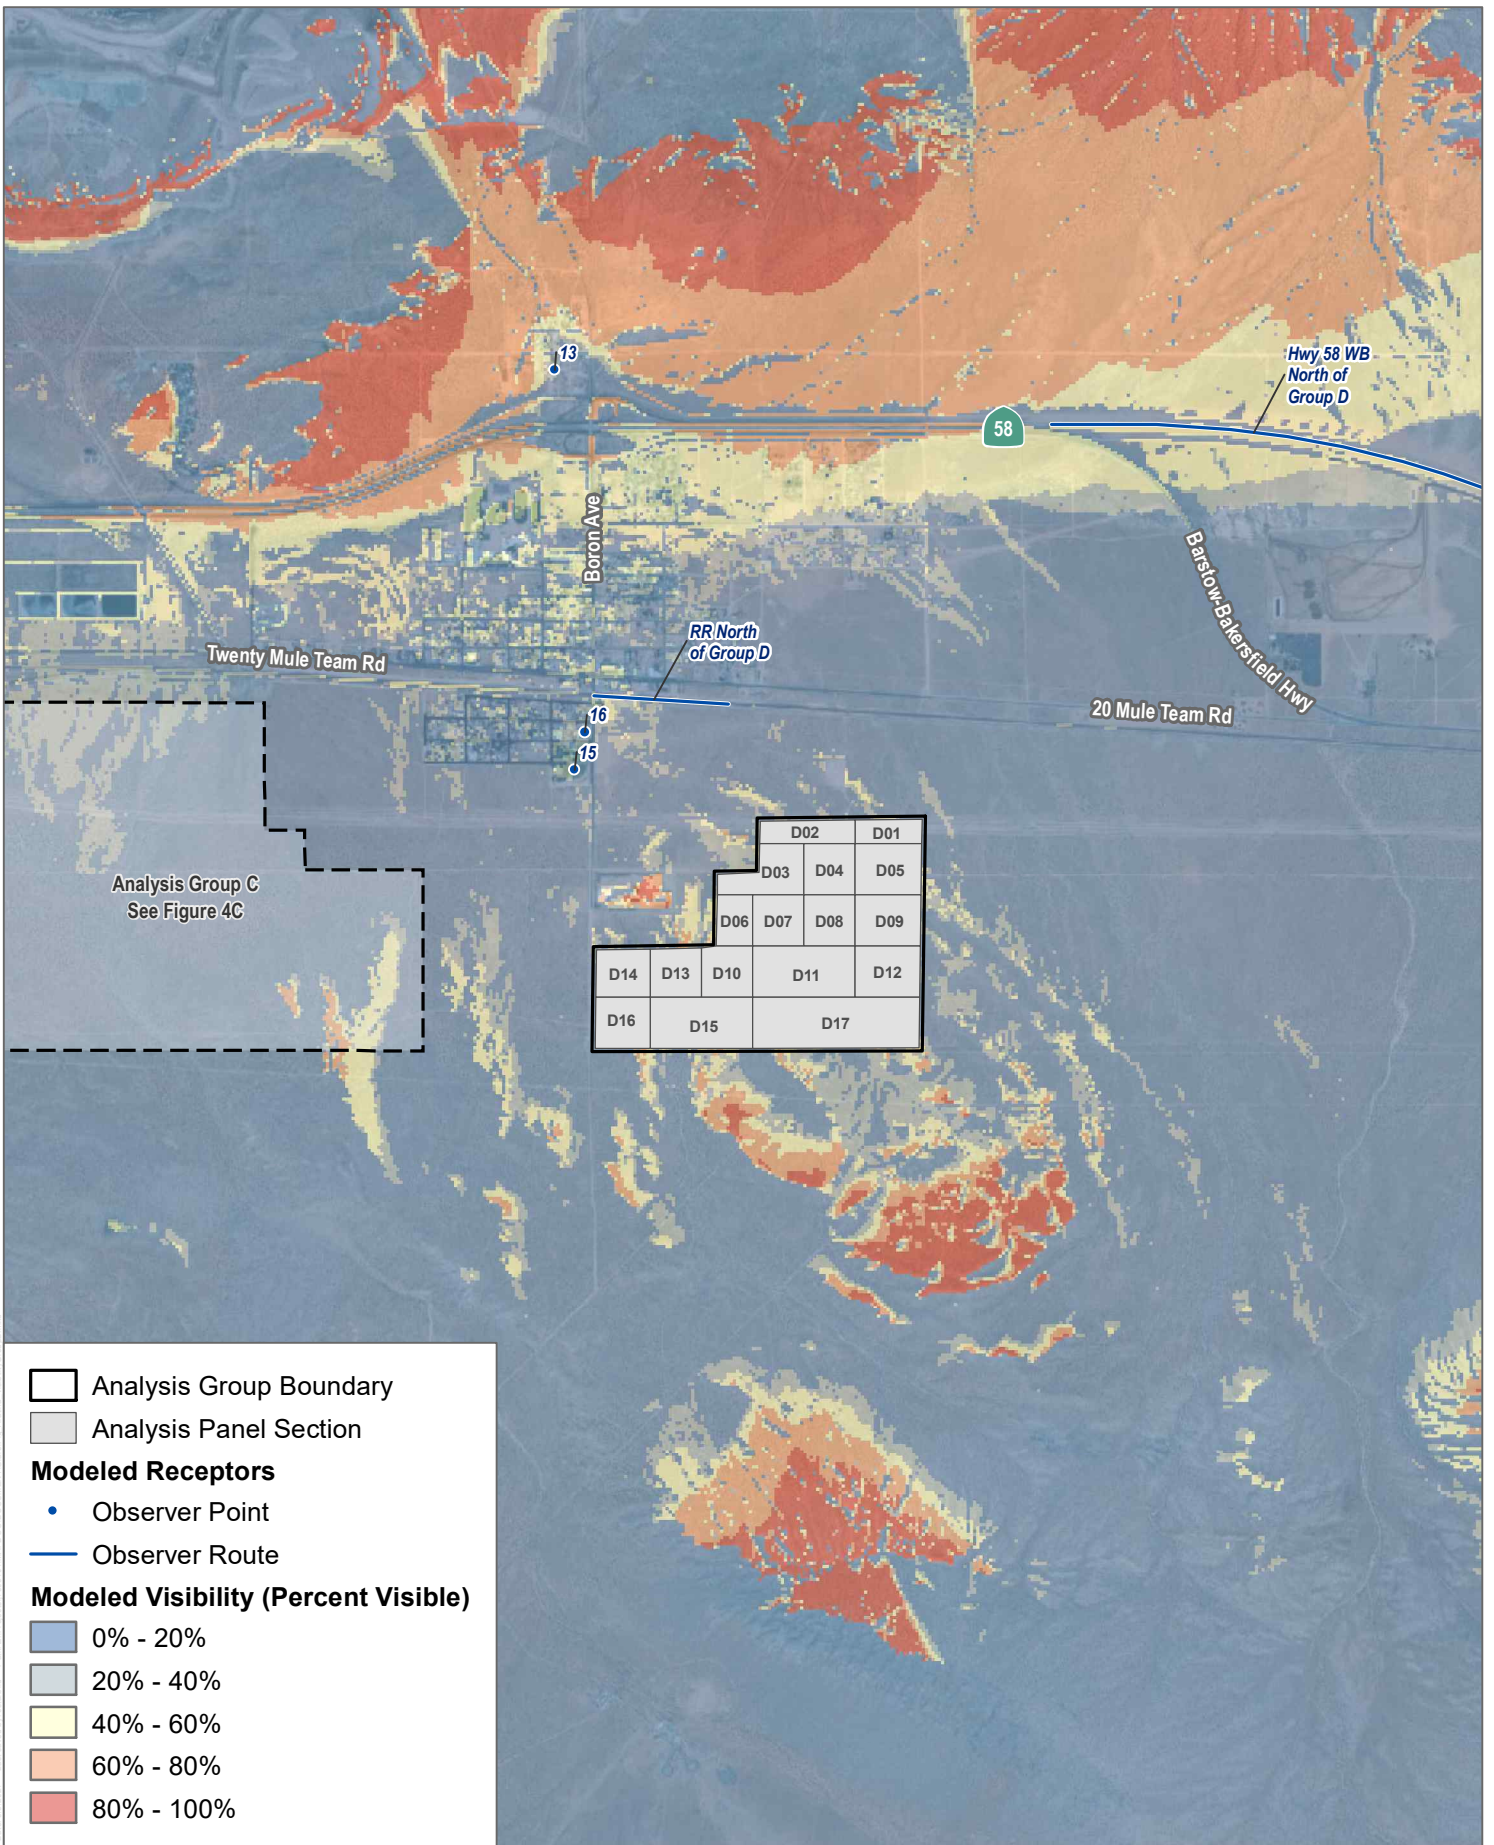 13
Hwy 58 WB
North of
Group D
58
Boron Ave
Barstow-Bakersfield Hwy
RR North
of Group D
Twenty Mule Team Rd
20 Mule Team Rd
16
15
D02
D01
D03
D04
D05
Analysis Group C
See Figure 4C
D06
D07
D08
D09
D14
D13
D10
D11
D12
D16
D15
D17
Analysis Group Boundary
Analysis Panel Section
Modeled Receptors
Observer Point
Observer Route
Modeled Visibility (Percent Visible)
0% - 20%
20% - 40%
40% - 60%
60% - 80%
80% - 100%